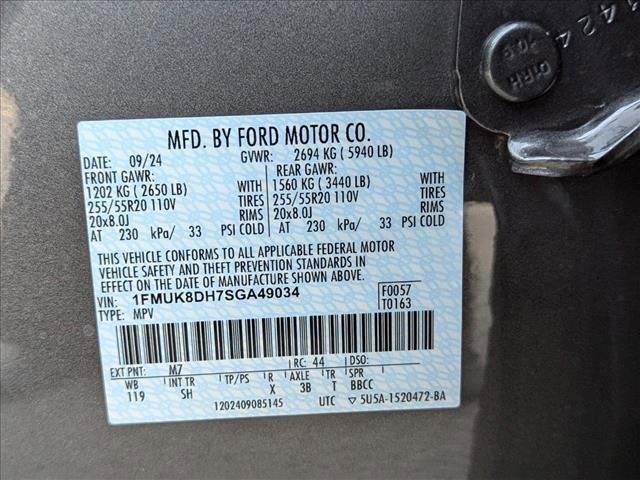 4424
MFD. BY FORD MOTOR CO.
DATE: 09/24 GVWR: 2694 KG ( 5940 LB)
FRONT GAWR: REAR GAWR:
1202 KG ( 2650 LB) WITH 1560 KG ( 3440 LB) WITH
255/55R20 110V TIRES 255/55R20 110V TIRES
20x8.0J RIMS 20x8.0J RIMS
AT 230 kPa/ 33 PSI COLD AT 230 kPa/ 33 PSI COLD
THIS VEHICLE CONFORMS TO ALL APPLICABLE FEDERAL MOTOR
VEHICLE SAFETY AND THEFT PREVENTION STANDARDS IN
EFFECT ON THE DATE OF MANUFACTURE SHOWN ABOVE.
VIN: 1FMUK8DH7SGA49034 F0057
TYPE: MPV T0163
EXT PNT: M7 RC: 44 DSO:
WB INT TR TP/PS R AXLE TR SPR
119 SH X 3B T BBCC
1202409085145 UTC ▽ 5U5A-1520472-BA